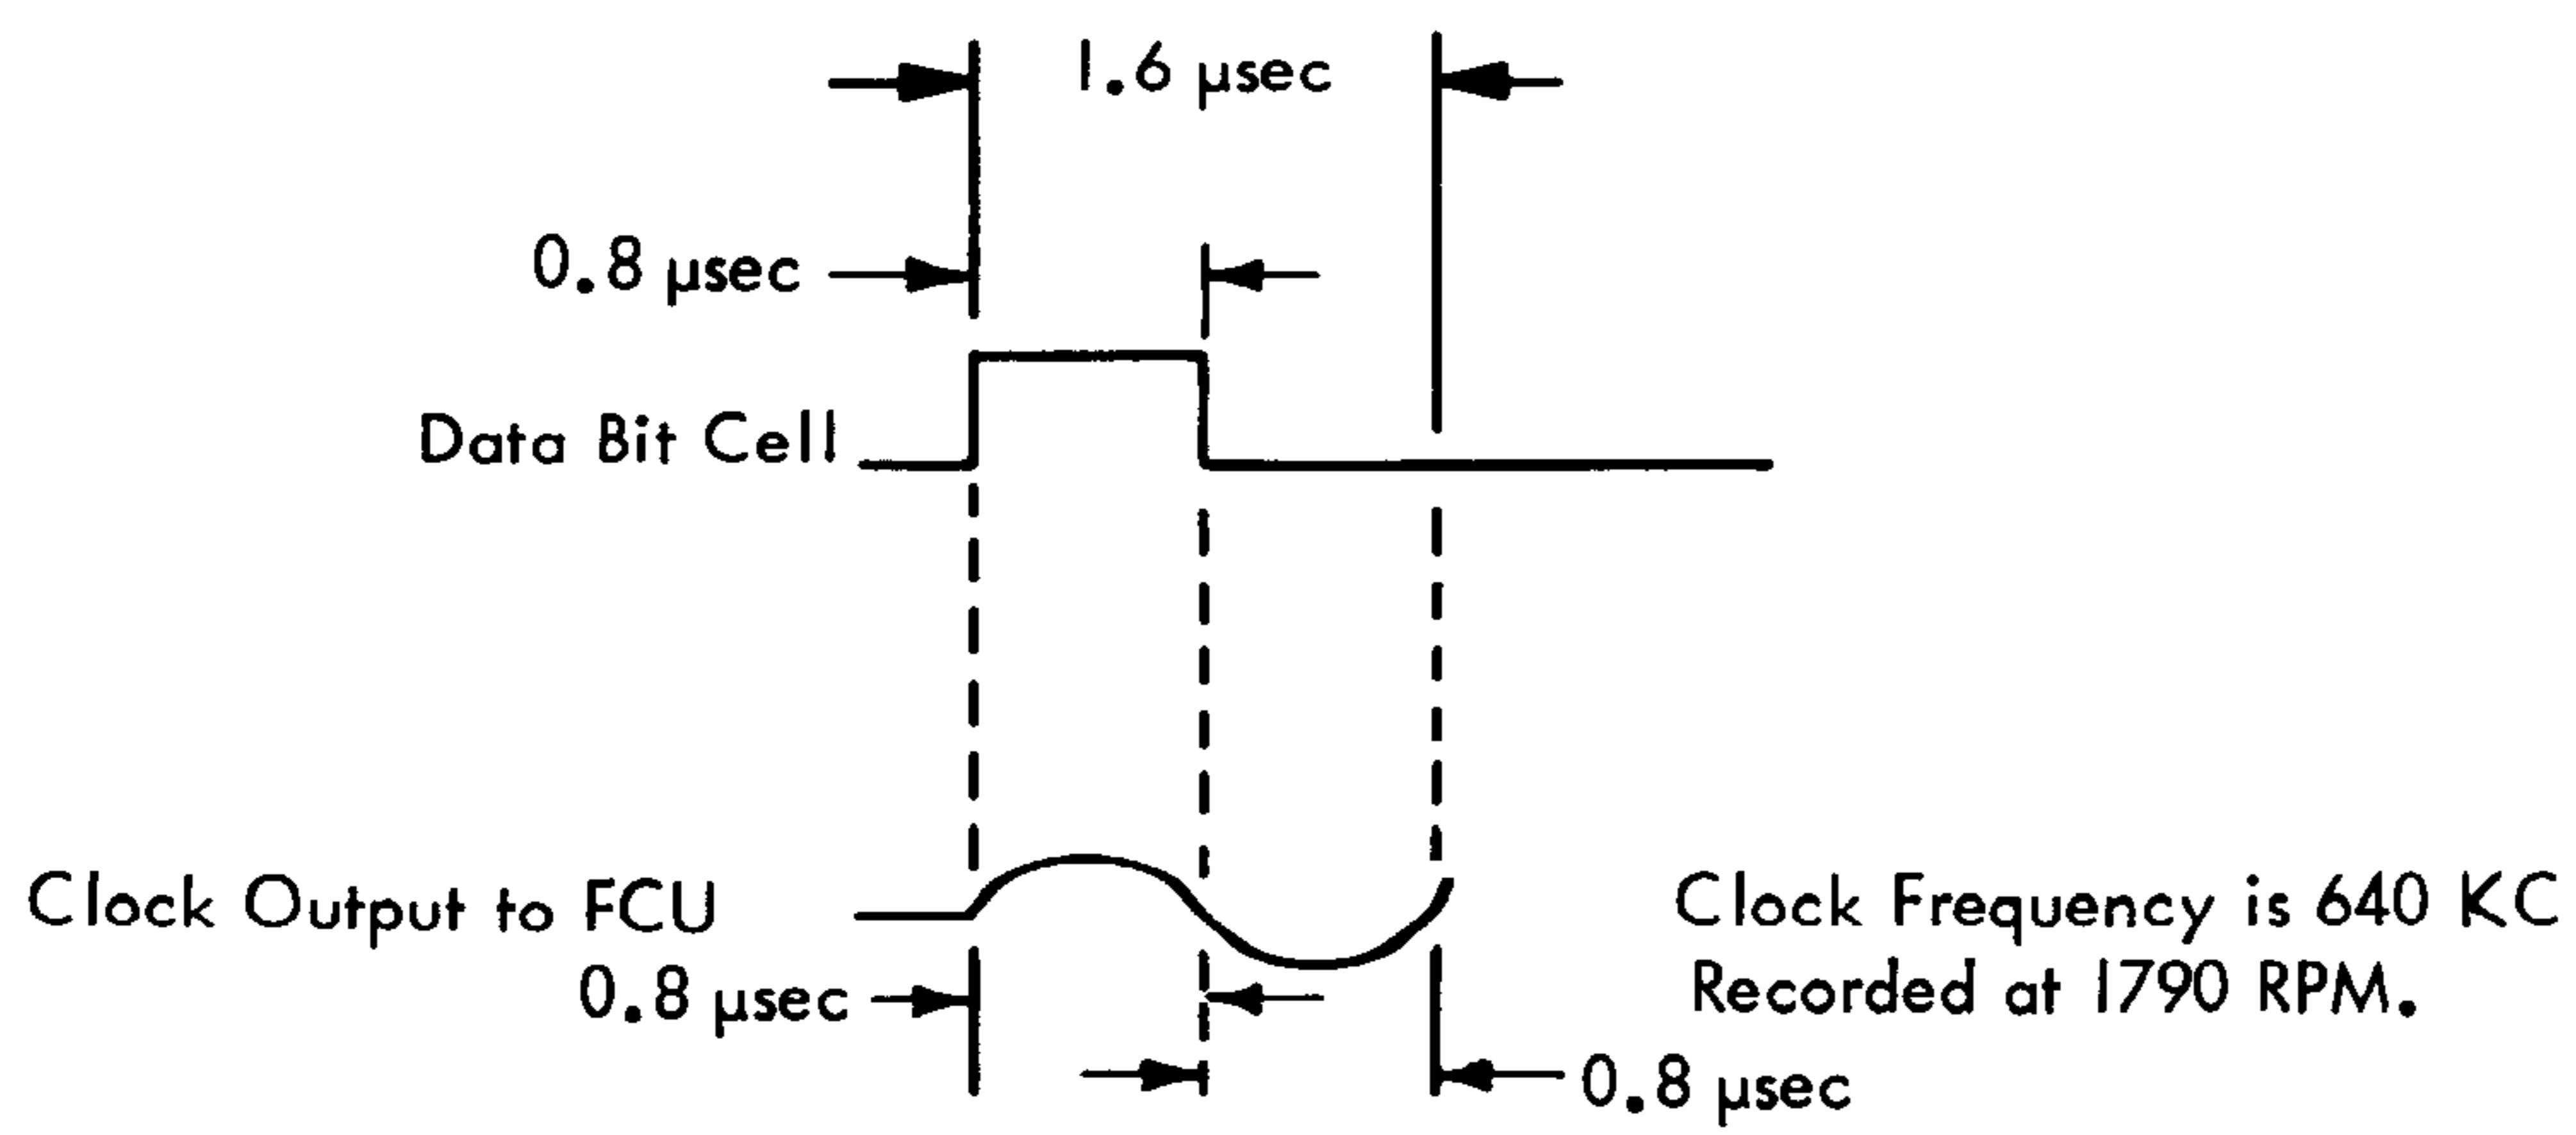 1.6 µsec
0.8 µsec
Data Bit Cell
Clock Output to FCU
Clock Frequency is 640 KC
Recorded at 1790 RPM.
0.8 µsec
0.8 µsec